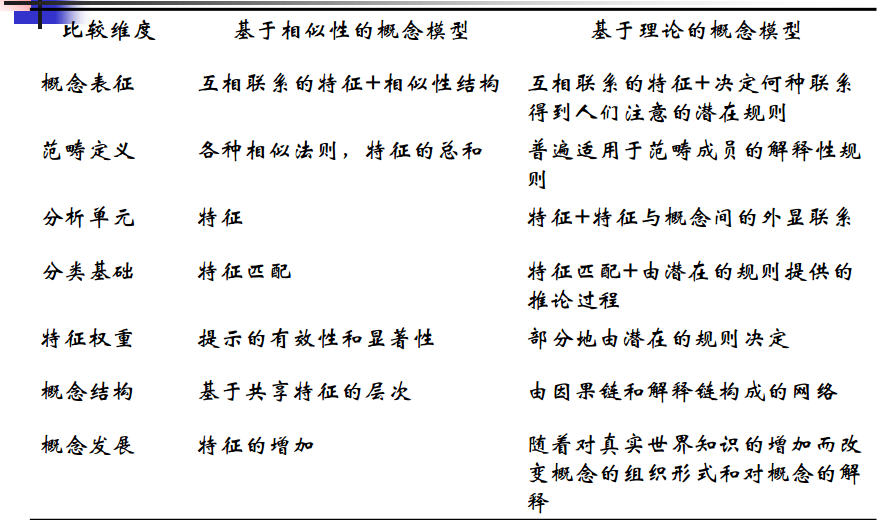 比较维度 基于相似性的概念模型 基于理论的概念模型
概念表征 互相联系的特征+相似性结构 互相联系的特征+决定何种联系
得到人们注意的潜在规则
范畴定义 各种相似法则，特征的总和 普遍适用于范畴成员的解释性规
则
分析单元 特征 特征+特征与概念间的外显联系
分类基础 特征匹配 特征匹配+由潜在的规则提供的
推论过程
特征权重 提示的有效性和显著性 部分地由潜在的规则决定
概念结构 基于共享特征的层次 由因果链和解释链构成的网络
概念发展 特征的增加 随着对真实世界知识的增加而改
变概念的组织形式和对概念的解
释